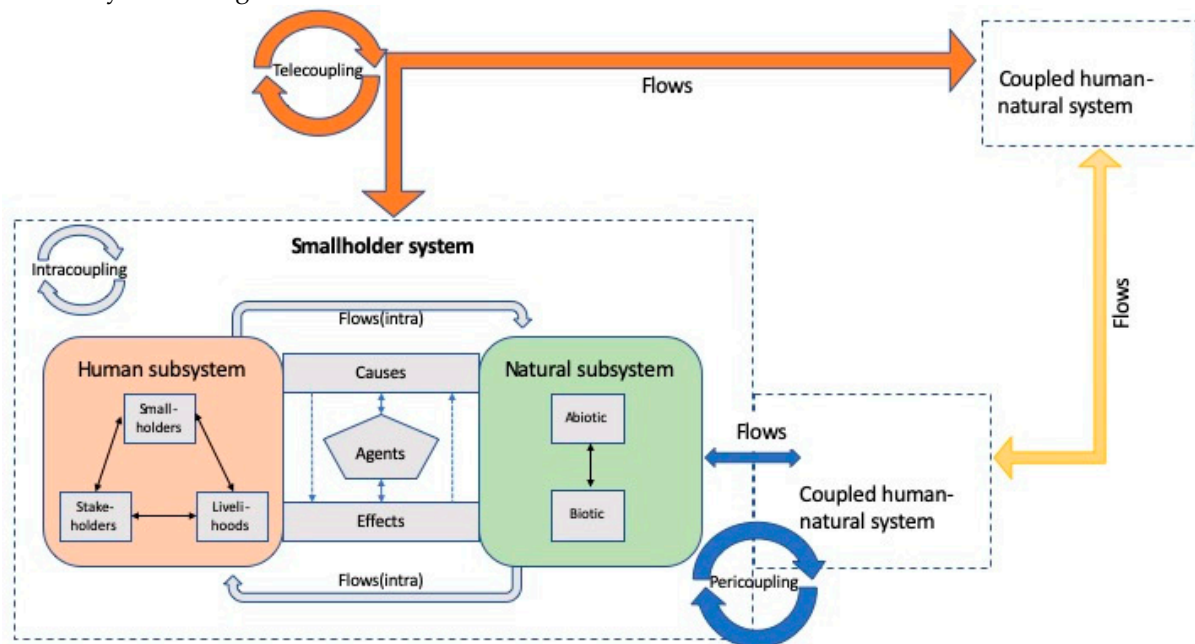 Telecoupling
Flows
Coupled human-
natural system
Flows
Smallholder system
Intracoupling
Flows(intra)
Human subsystem
Causes
Natural subsystem
Small-
holders
Abiotic
Agents
Flows
Stake-
holders
Liveli-
hoods
Effects
Biotic
Coupled human-
natural system
Flows(intra)
Pericoupling